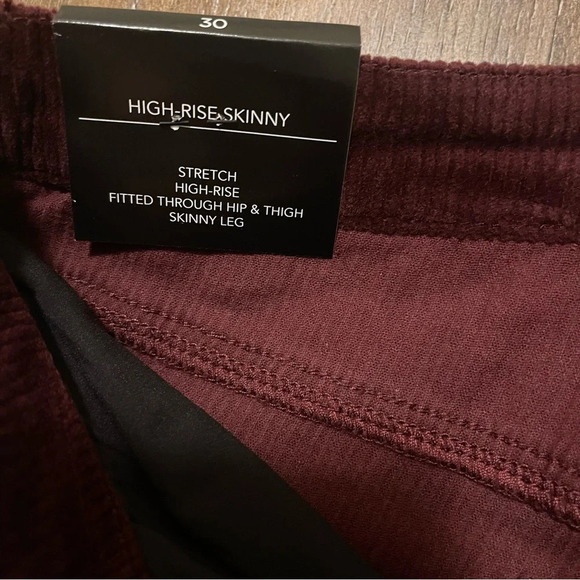 30
HIGH-RISE SKINNY
STRETCH
HIGH-RISE
FITTED THROUGH HIP & THIGH
SKINNY LEG